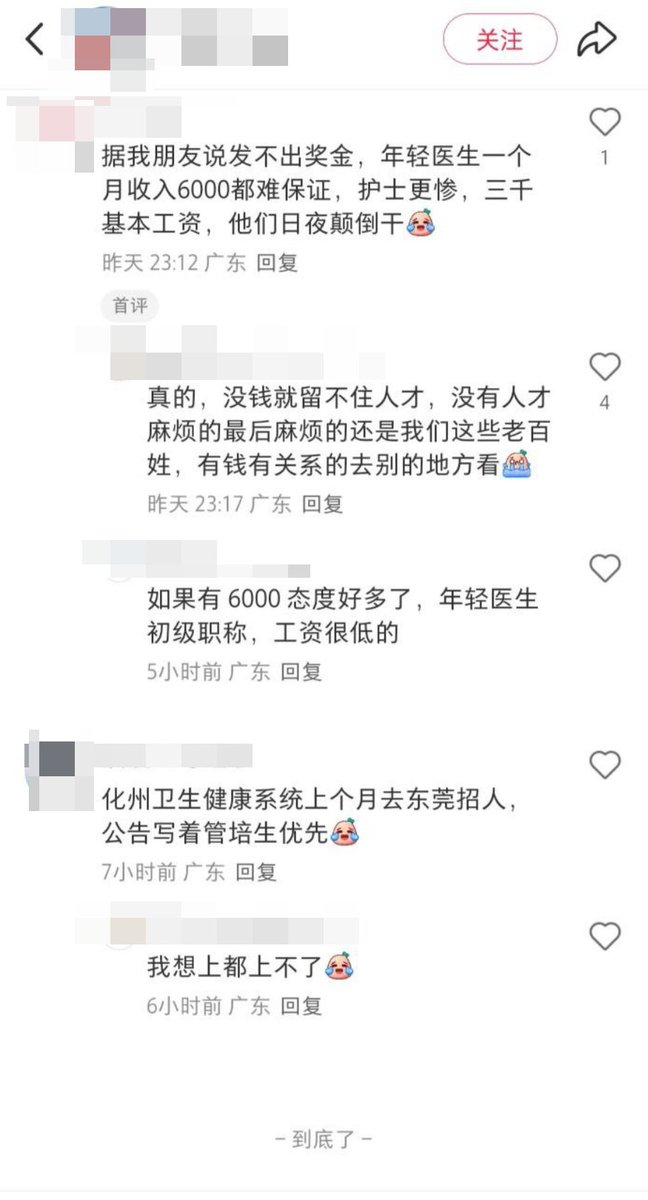 关注
据我朋友说发不出奖金，年轻医生一个
月收入6000都难保证，护士更惨，三千
基本工资，他们日夜颠倒干
1
昨天 23:12 广东 回复
首评
真的，没钱就留不住人才，没有人才
麻烦的最后麻烦的还是我们这些老百
姓，有钱有关系的去别的地方看
4
昨天 23:17 广东 回复
如果有 6000 态度好多了，年轻医生
初级职称，工资很低的
5小时前 广东 回复
化州卫生健康系统上个月去东莞招人，
公告写着管培生优先
7小时前 广东 回复
我想上都上不了
6小时前 广东 回复
- 到底了 -